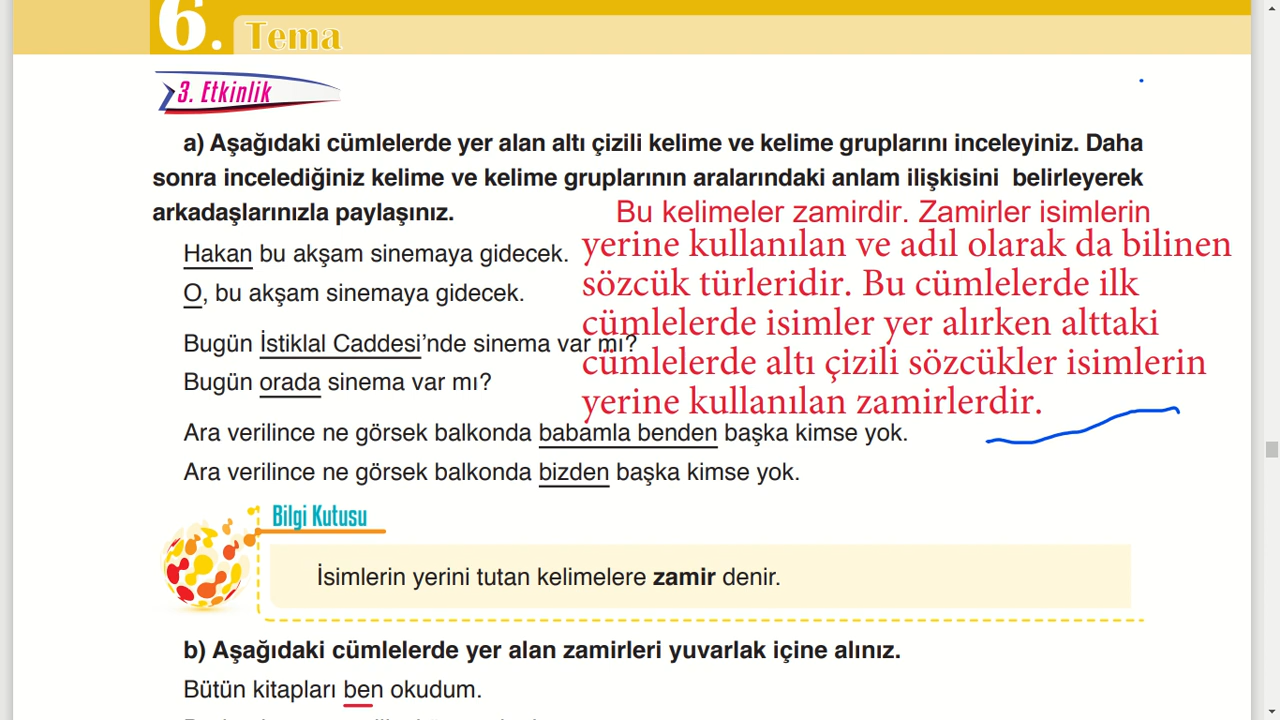 6. Tema
3. Etkinlik
a) Aşağıdaki cümlelerde yer alan altı çizili kelime ve kelime gruplarını inceleyiniz. Daha
sonra incelediğiniz kelime ve kelime gruplarının aralarındaki anlam ilişkisini belirleyerek
arkadaşlarınızla paylaşınız.
Bu kelimeler zamirdir. Zamirler isimlerin
yerine kullanılan ve adıl olarak da bilinen
sözcük türleridir. Bu cümlelerde ilk
cümlelerde isimler yer alırken alttaki
cümlelerde altı çizili sözcükler isimlerin
yerine kullanılan zamirlerdir.
Hakan bu akşam sinemaya gidecek.
O, bu akşam sinemaya gidecek.
Bugün İstiklal Caddesi’nde sinema var mı?
Bugün orada sinema var mı?
Ara verilince ne görsek balkonda babamla benden başka kimse yok.
Ara verilince ne görsek balkonda bizden başka kimse yok.
Bilgi Kutusu
İsimlerin yerini tutan kelimelere zamir denir.
b) Aşağıdaki cümlelerde yer alan zamirleri yuvarlak içine alınız.
Bütün kitapları ben okudum.